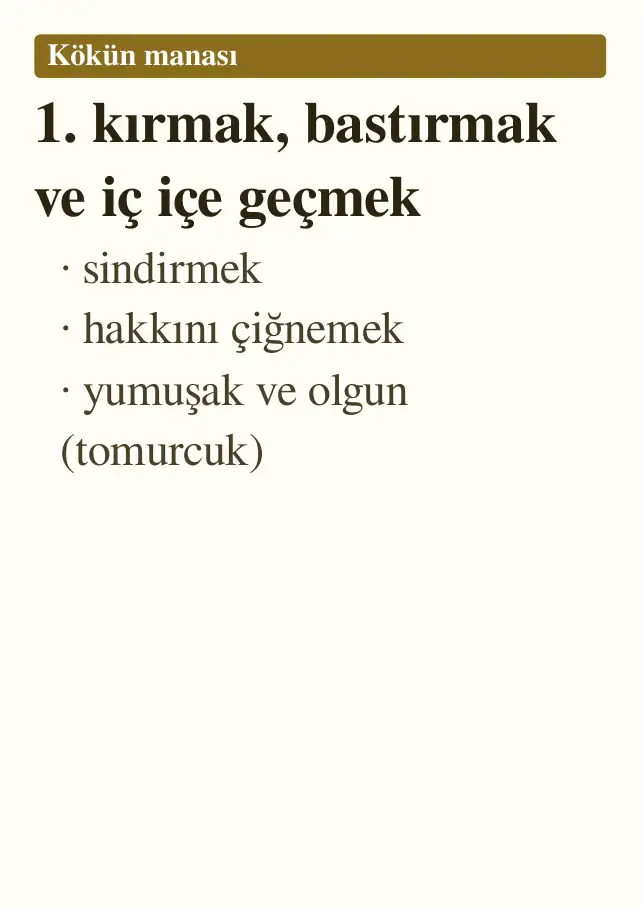 Kökün manası
1. kırmak, bastırmak
ve iç içe geçmek
· sindirmek
· hakkını çiğnemek
· yumuşak ve olgun
(tomurcuk)